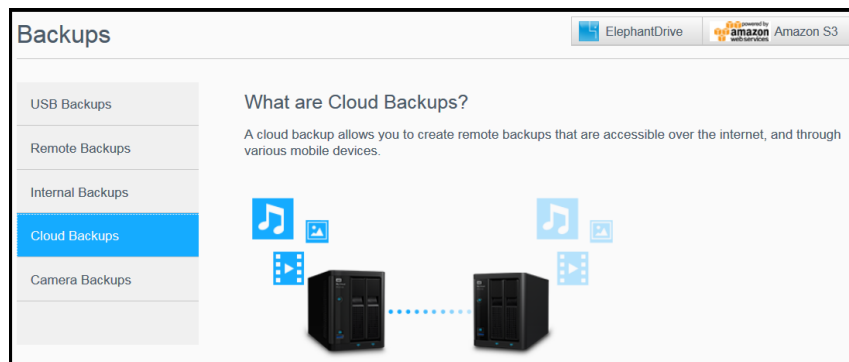 Backups
ElephantDrive
powered by
amazon
web services
Amazon S3
USB Backups
Remote Backups
Internal Backups
Cloud Backups
Camera Backups
What are Cloud Backups?
A cloud backup allows you to create remote backups that are accessible over the internet, and through
various mobile devices.